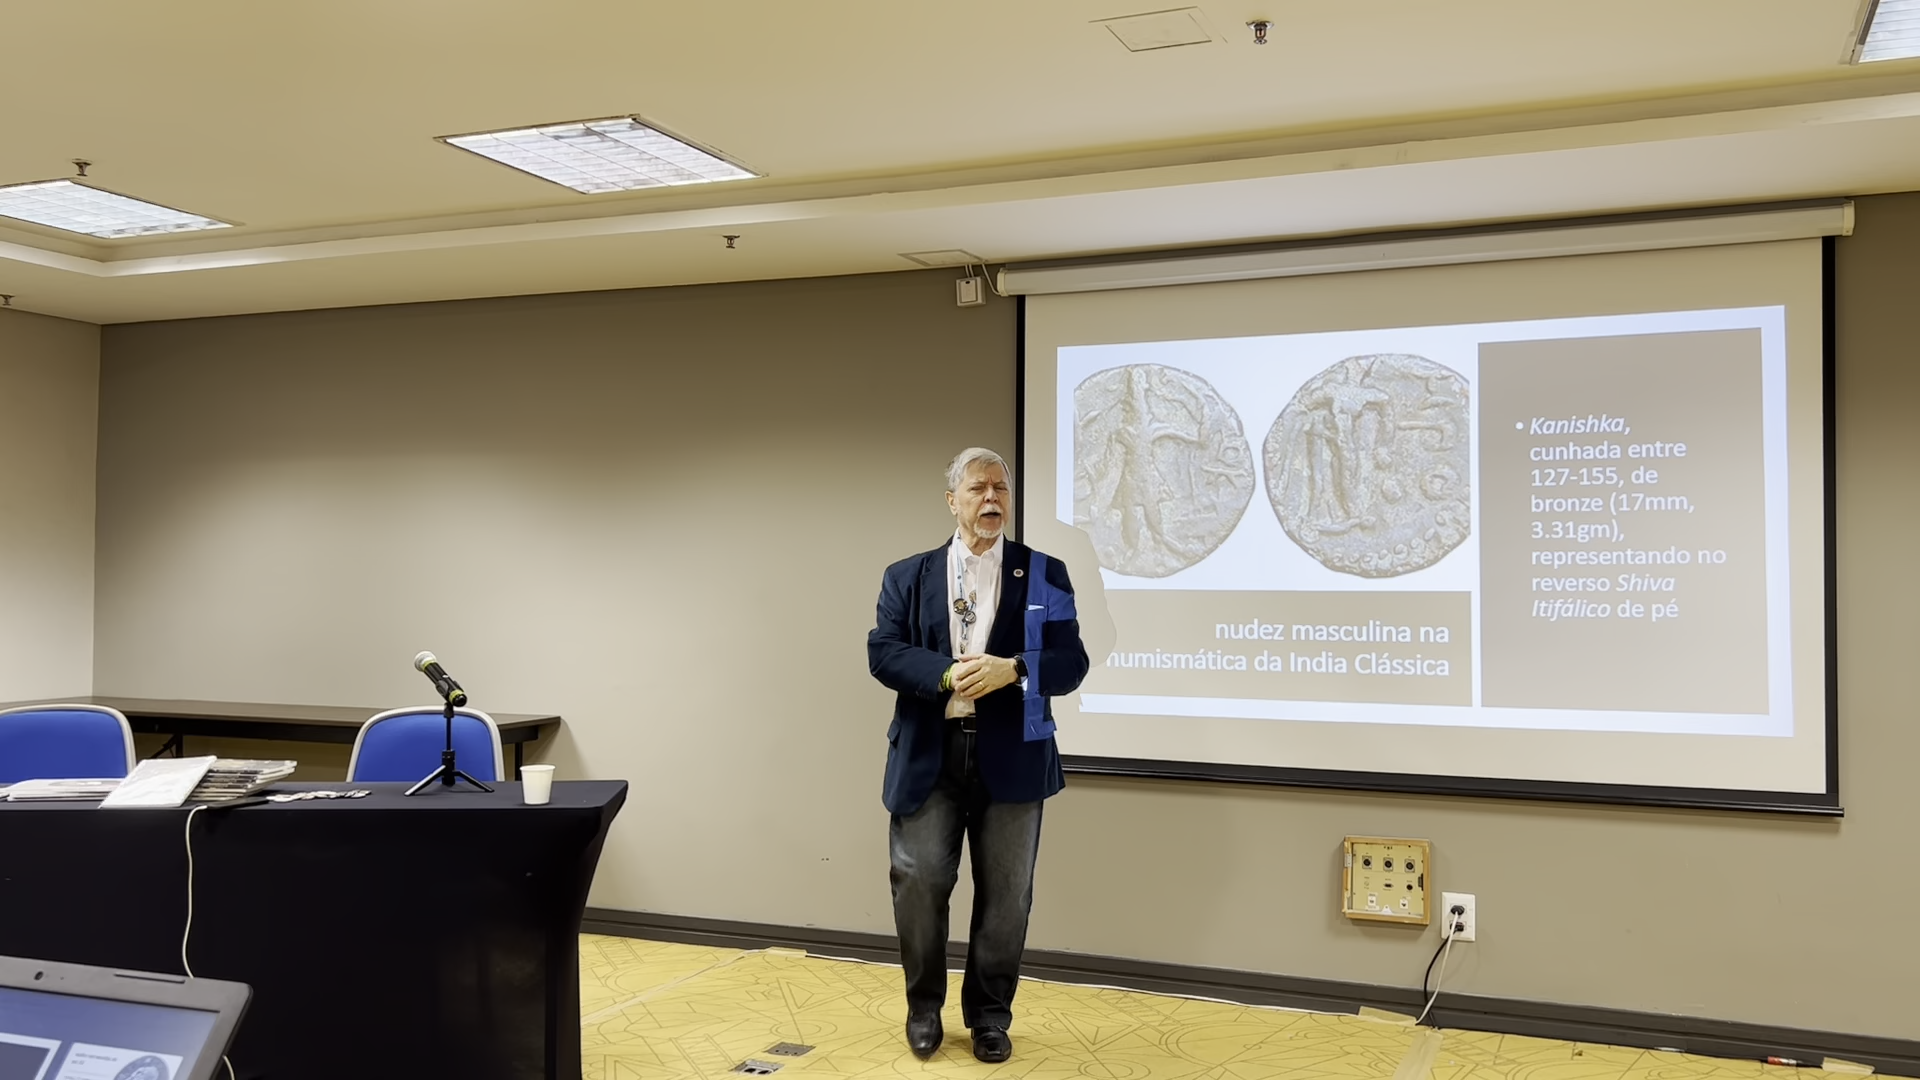 • Kanishka,
cunhada entre
127-155, de
bronze (17mm,
3.31gm),
representando no
reverso Shiva
Itifálico de pé
nudez masculina na
numismática da India Clássica